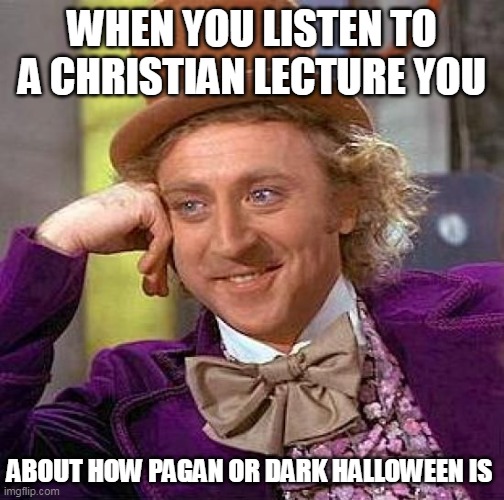 WHEN YOU LISTEN TO
A CHRISTIAN LECTURE YOU
ABOUT HOW PAGAN OR DARK HALLOWEEN IS
imgflip.com